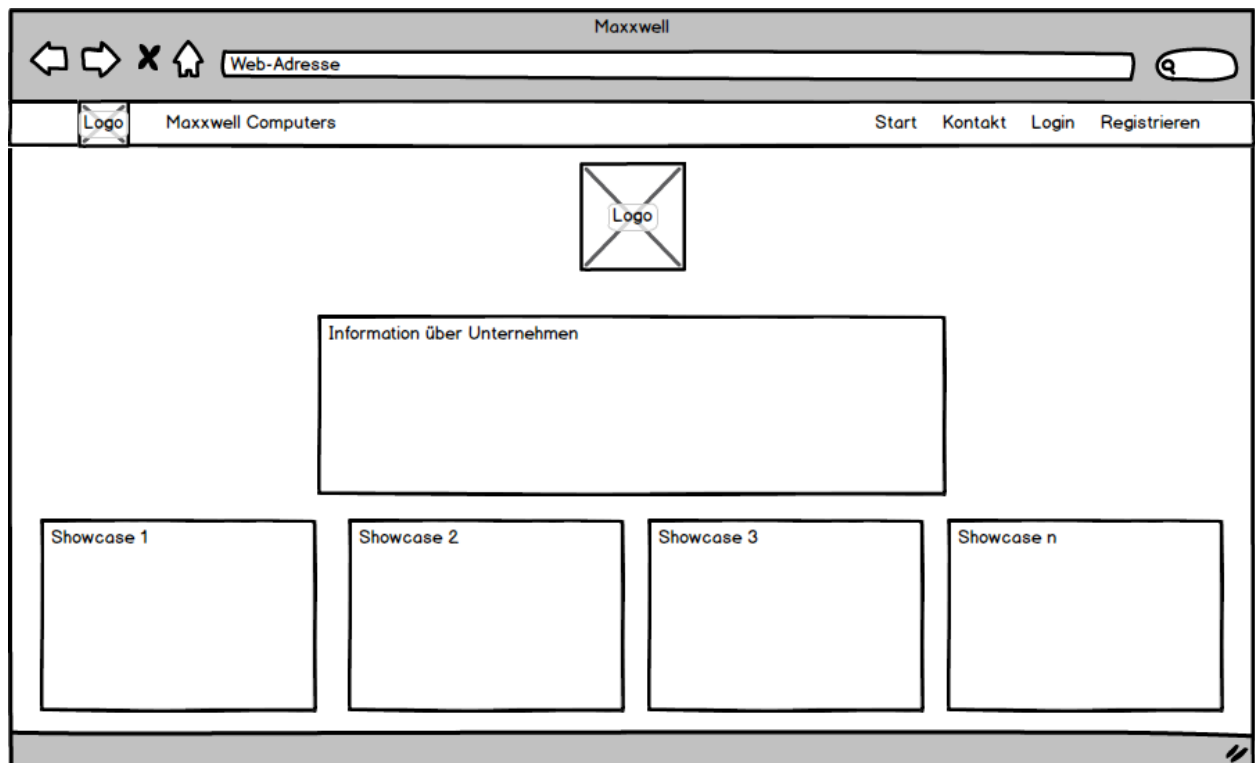 Maxxwell
Web-Adresse
Logo Maxxwell Computers Start Kontakt Login Registrieren
Logo
Information über Unternehmen
Showcase 1 Showcase 2 Showcase 3 Showcase n